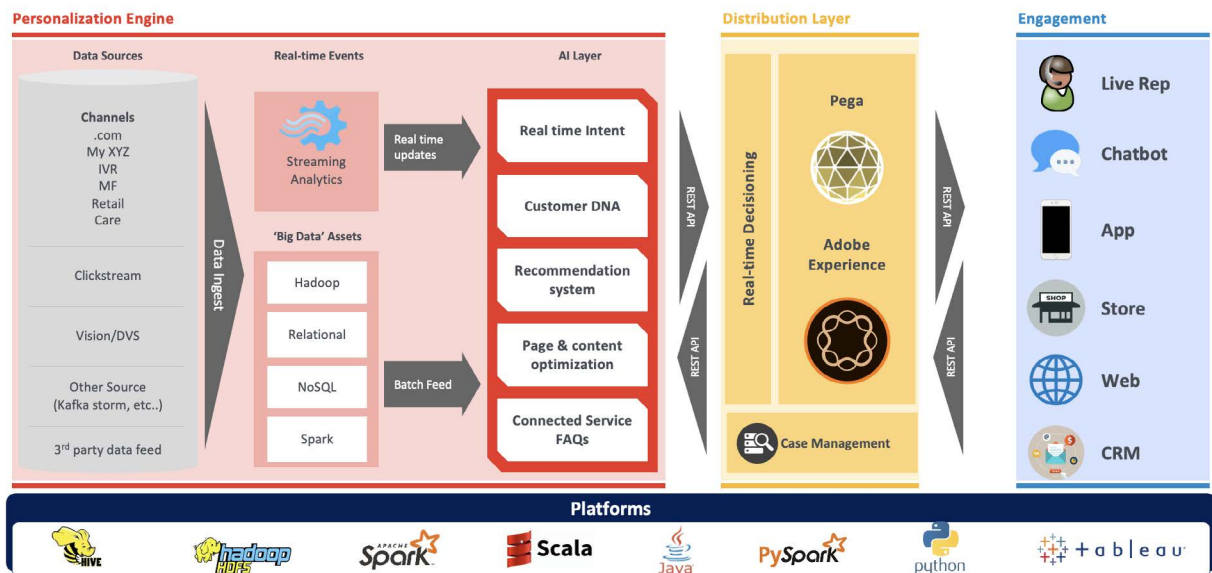 Personalization Engine
Distribution Layer
Engagement
Data Sources
Real-time Events
AI Layer
Channels
.com
My XYZ
IVR
MF
Retail
Care
Clickstream
Vision/DVS
Other Source
(Kafka storm, etc..)
3rd party data feed
Data Ingest
Streaming
Analytics
'Big Data' Assets
Hadoop
Relational
NoSQL
Spark
Real time
updates
Batch Feed
Real time Intent
Customer DNA
Recommendation
system
Page & content
optimization
Connected Service
FAQs
REST API
REST API
Real-time Decisioning
Pega
Adobe
Experience
Case Management
REST API
REST API
Live Rep
Chatbot
App
SHOP
Store
Web
CRM
Platforms
HIVE
hadoop
HDFS
APACHE
Spark
Scala
Java
PySpark
python
+ableau